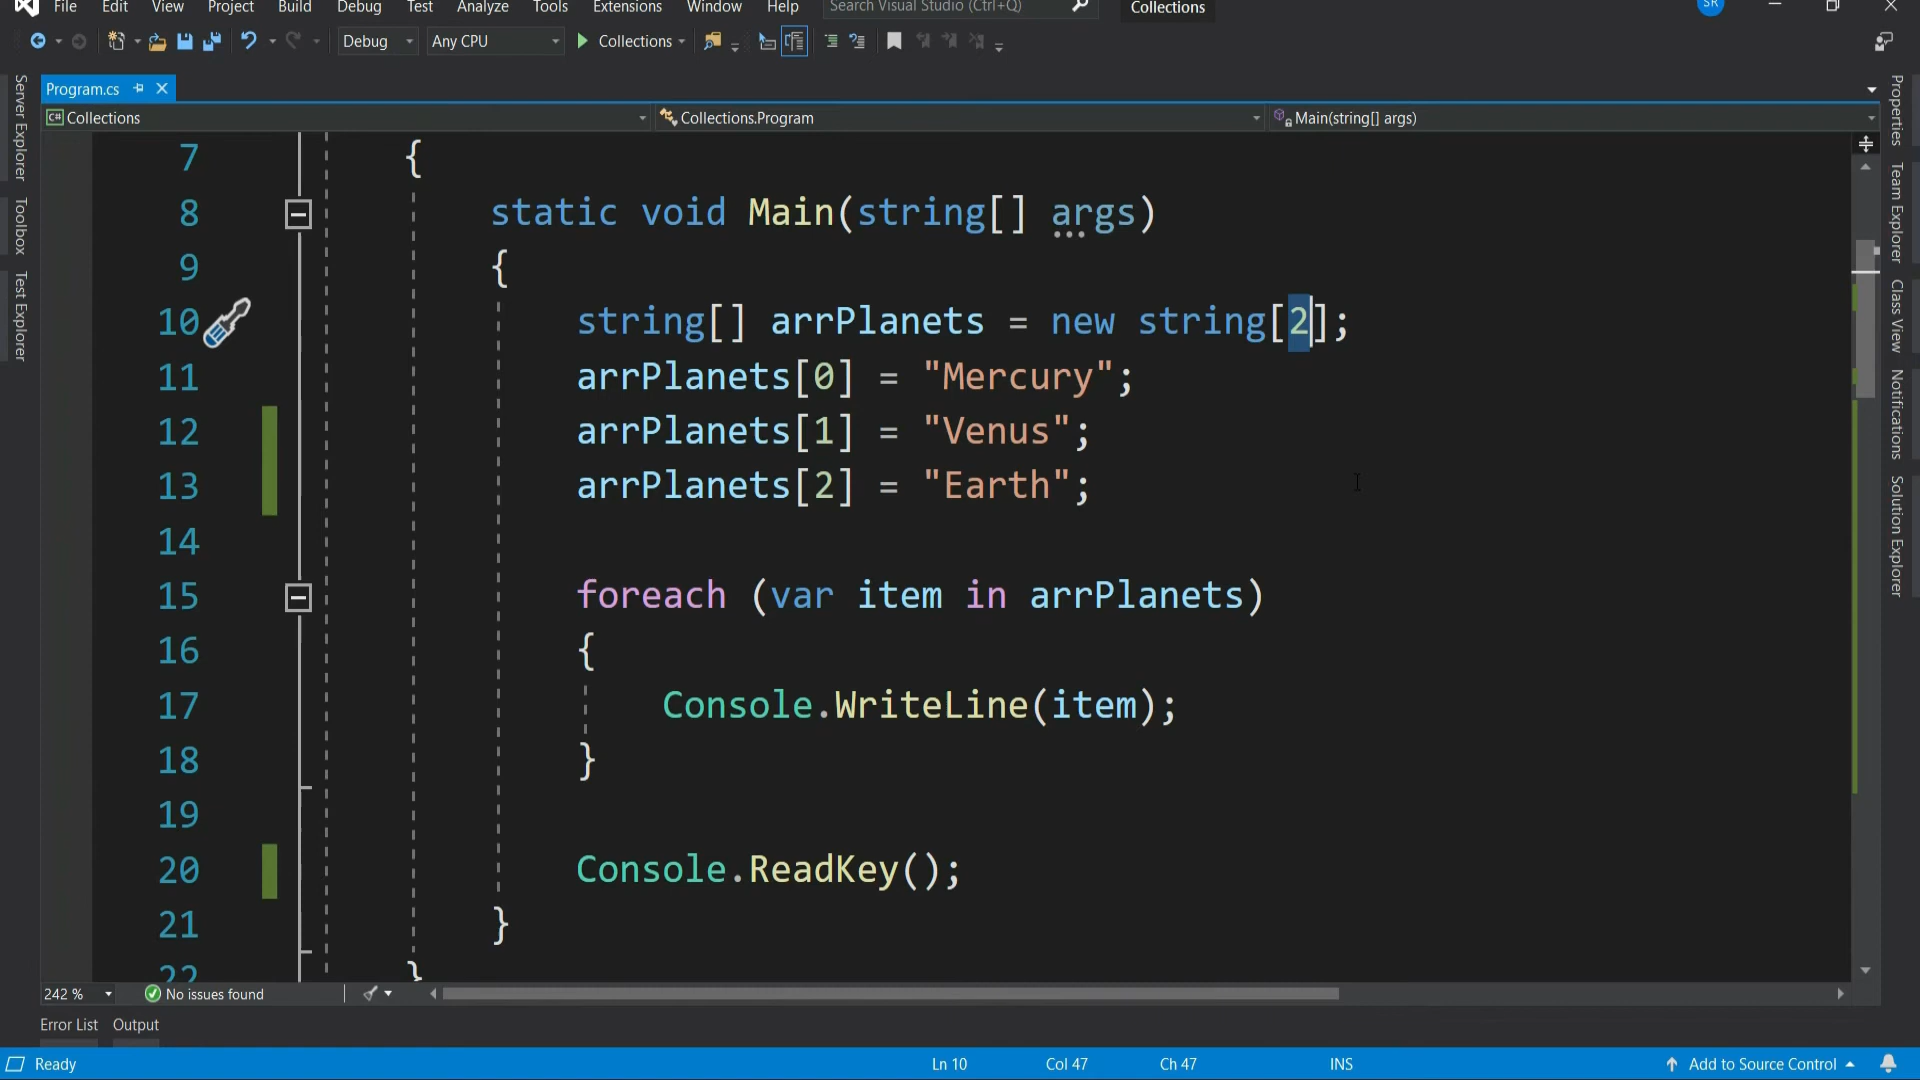 File Edit View Project Build Debug Test Analyze Tools Extensions Window Help Search Visual Studio (Ctrl+Q) Collections SR
Debug Any CPU Collections
Program.cs
C# Collections Collections.Program Main(string[] args)
Server Explorer
Toolbox
Test Explorer
7 {
8 static void Main(string[] args)
9 {
10 string[] arrPlanets = new string[2];
11 arrPlanets[0] = "Mercury";
12 arrPlanets[1] = "Venus";
13 arrPlanets[2] = "Earth";
14
15 foreach (var item in arrPlanets)
16 {
17 Console.WriteLine(item);
18 }
19
20 Console.ReadKey();
21 }
22 }
Properties
Team Explorer
Class View
Notifications
Solution Explorer
242 % No issues found
Error List Output
Ready Ln 10 Col 47 Ch 47 INS Add to Source Control